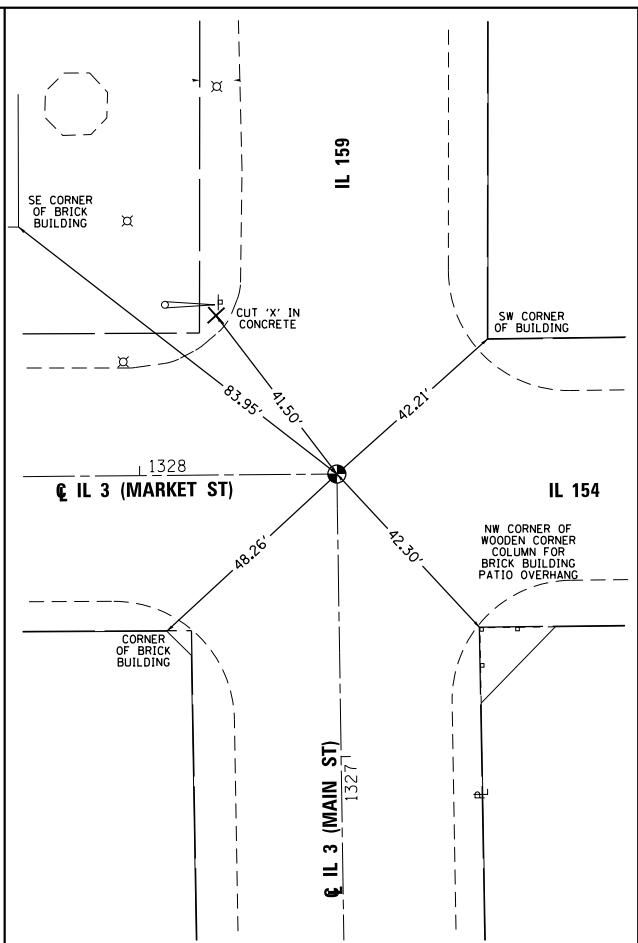 IL 159
SE CORNER
OF BRICK
BUILDING
CUT 'X' IN
CONCRETE
SW CORNER
OF BUILDING
83.95'
41.50'
42.21'
1328
℄ IL 3 (MARKET ST)
IL 154
48.26'
42.30'
NW CORNER OF
WOODEN CORNER
COLUMN FOR
BRICK BUILDING
PATIO OVERHANG
CORNER
OF BRICK
BUILDING
℄ IL 3 (MAIN ST)
1327